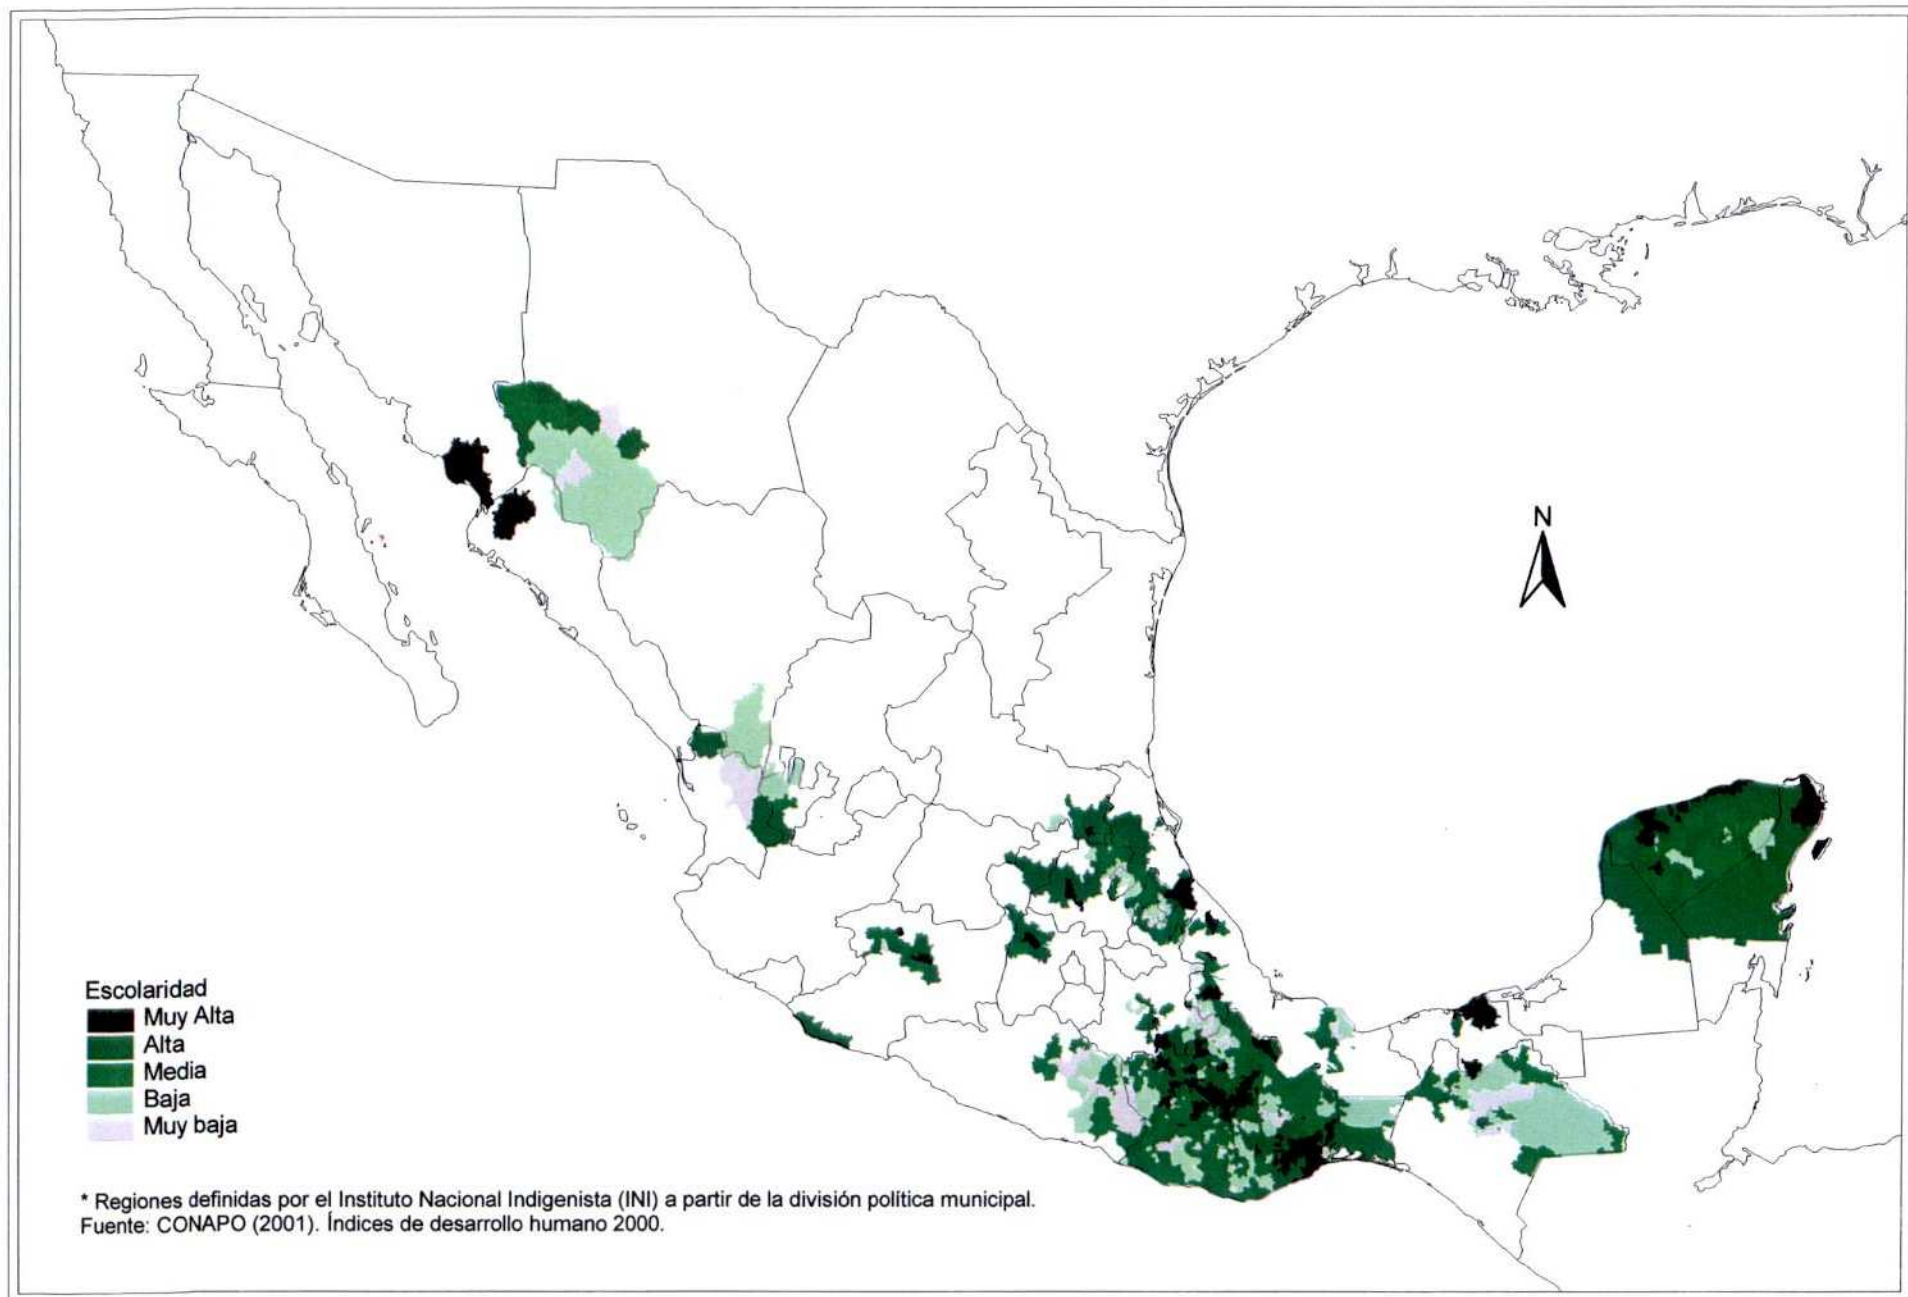 N
Escolaridad
Muy Alta
Alta
Media
Baja
Muy baja
* Regiones definidas por el Instituto Nacional Indigenista (INI) a partir de la división política municipal.
Fuente: CONAPO (2001). Índices de desarrollo humano 2000.